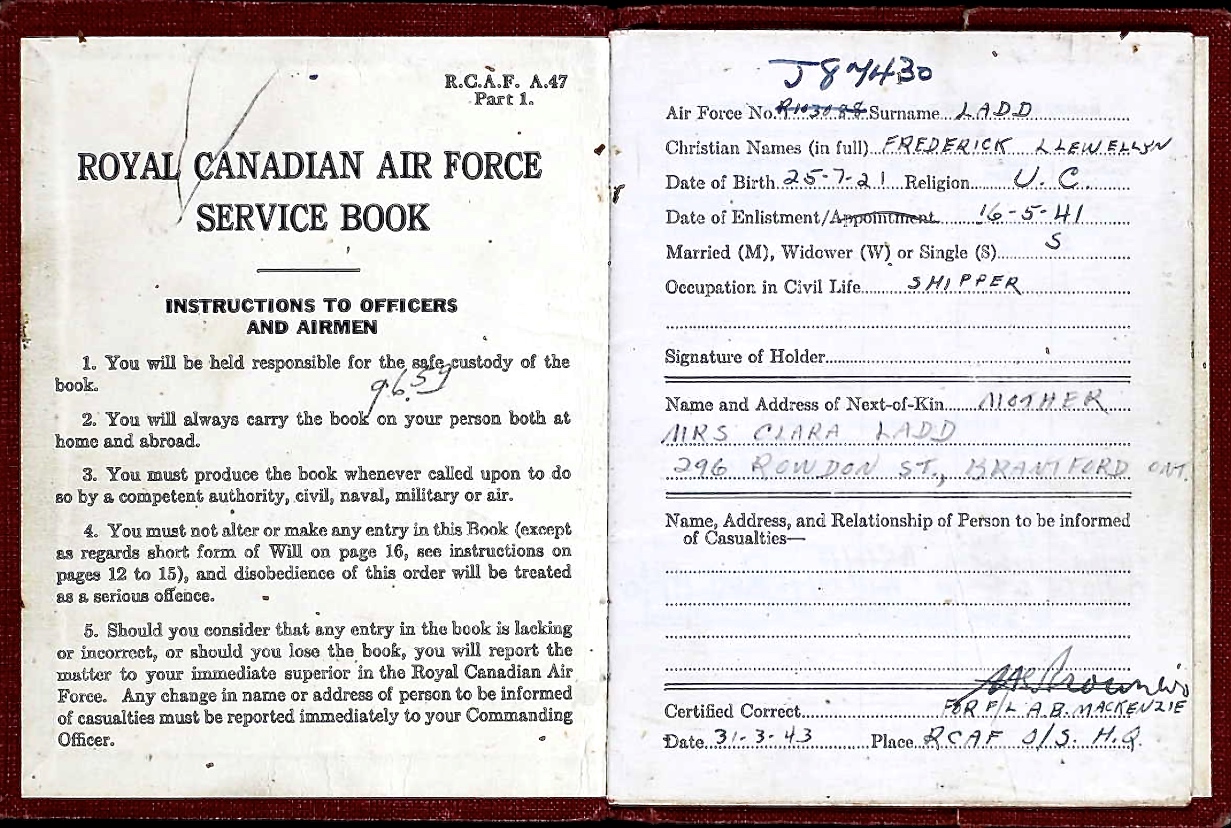 R.C.A.F. A.47
Part 1.
ROYAL CANADIAN AIR FORCE
SERVICE BOOK
INSTRUCTIONS TO OFFICERS
AND AIRMEN
1. You will be held responsible for the safe custody of the
book.
2. You will always carry the book on your person both at
home and abroad.
3. You must produce the book whenever called upon to do
so by a competent authority, civil, naval, military or air.
4. You must not alter or make any entry in this Book (except
as regards short form of Will on page 16, see instructions on
pages 12 to 15), and disobedience of this order will be treated
as a serious offence.
5. Should you consider that any entry in the book is lacking
or incorrect, or should you lose the book, you will report the
matter to your immediate superior in the Royal Canadian Air
Force. Any change in name or address of person to be informed
of casualties must be reported immediately to your Commanding
Officer.
J87430
Air Force No. R103088 Surname LADD
Christian Names (in full) FREDERICK LLEWELLYN
Date of Birth 25-7-21 Religion U.C.
Date of Enlistment/Appointment 16-5-41
Married (M), Widower (W) or Single (S) S
Occupation in Civil Life SHIPPER
Signature of Holder
Name and Address of Next-of-Kin MOTHER
MRS CLARA LADD
296 ROWDON ST., BRANTFORD ONT.
Name, Address, and Relationship of Person to be informed
of Casualties—
Certified Correct
FOR F/L A.B. MACKENZIE
Date 31-3-43 Place RCAF O/S. H.Q.